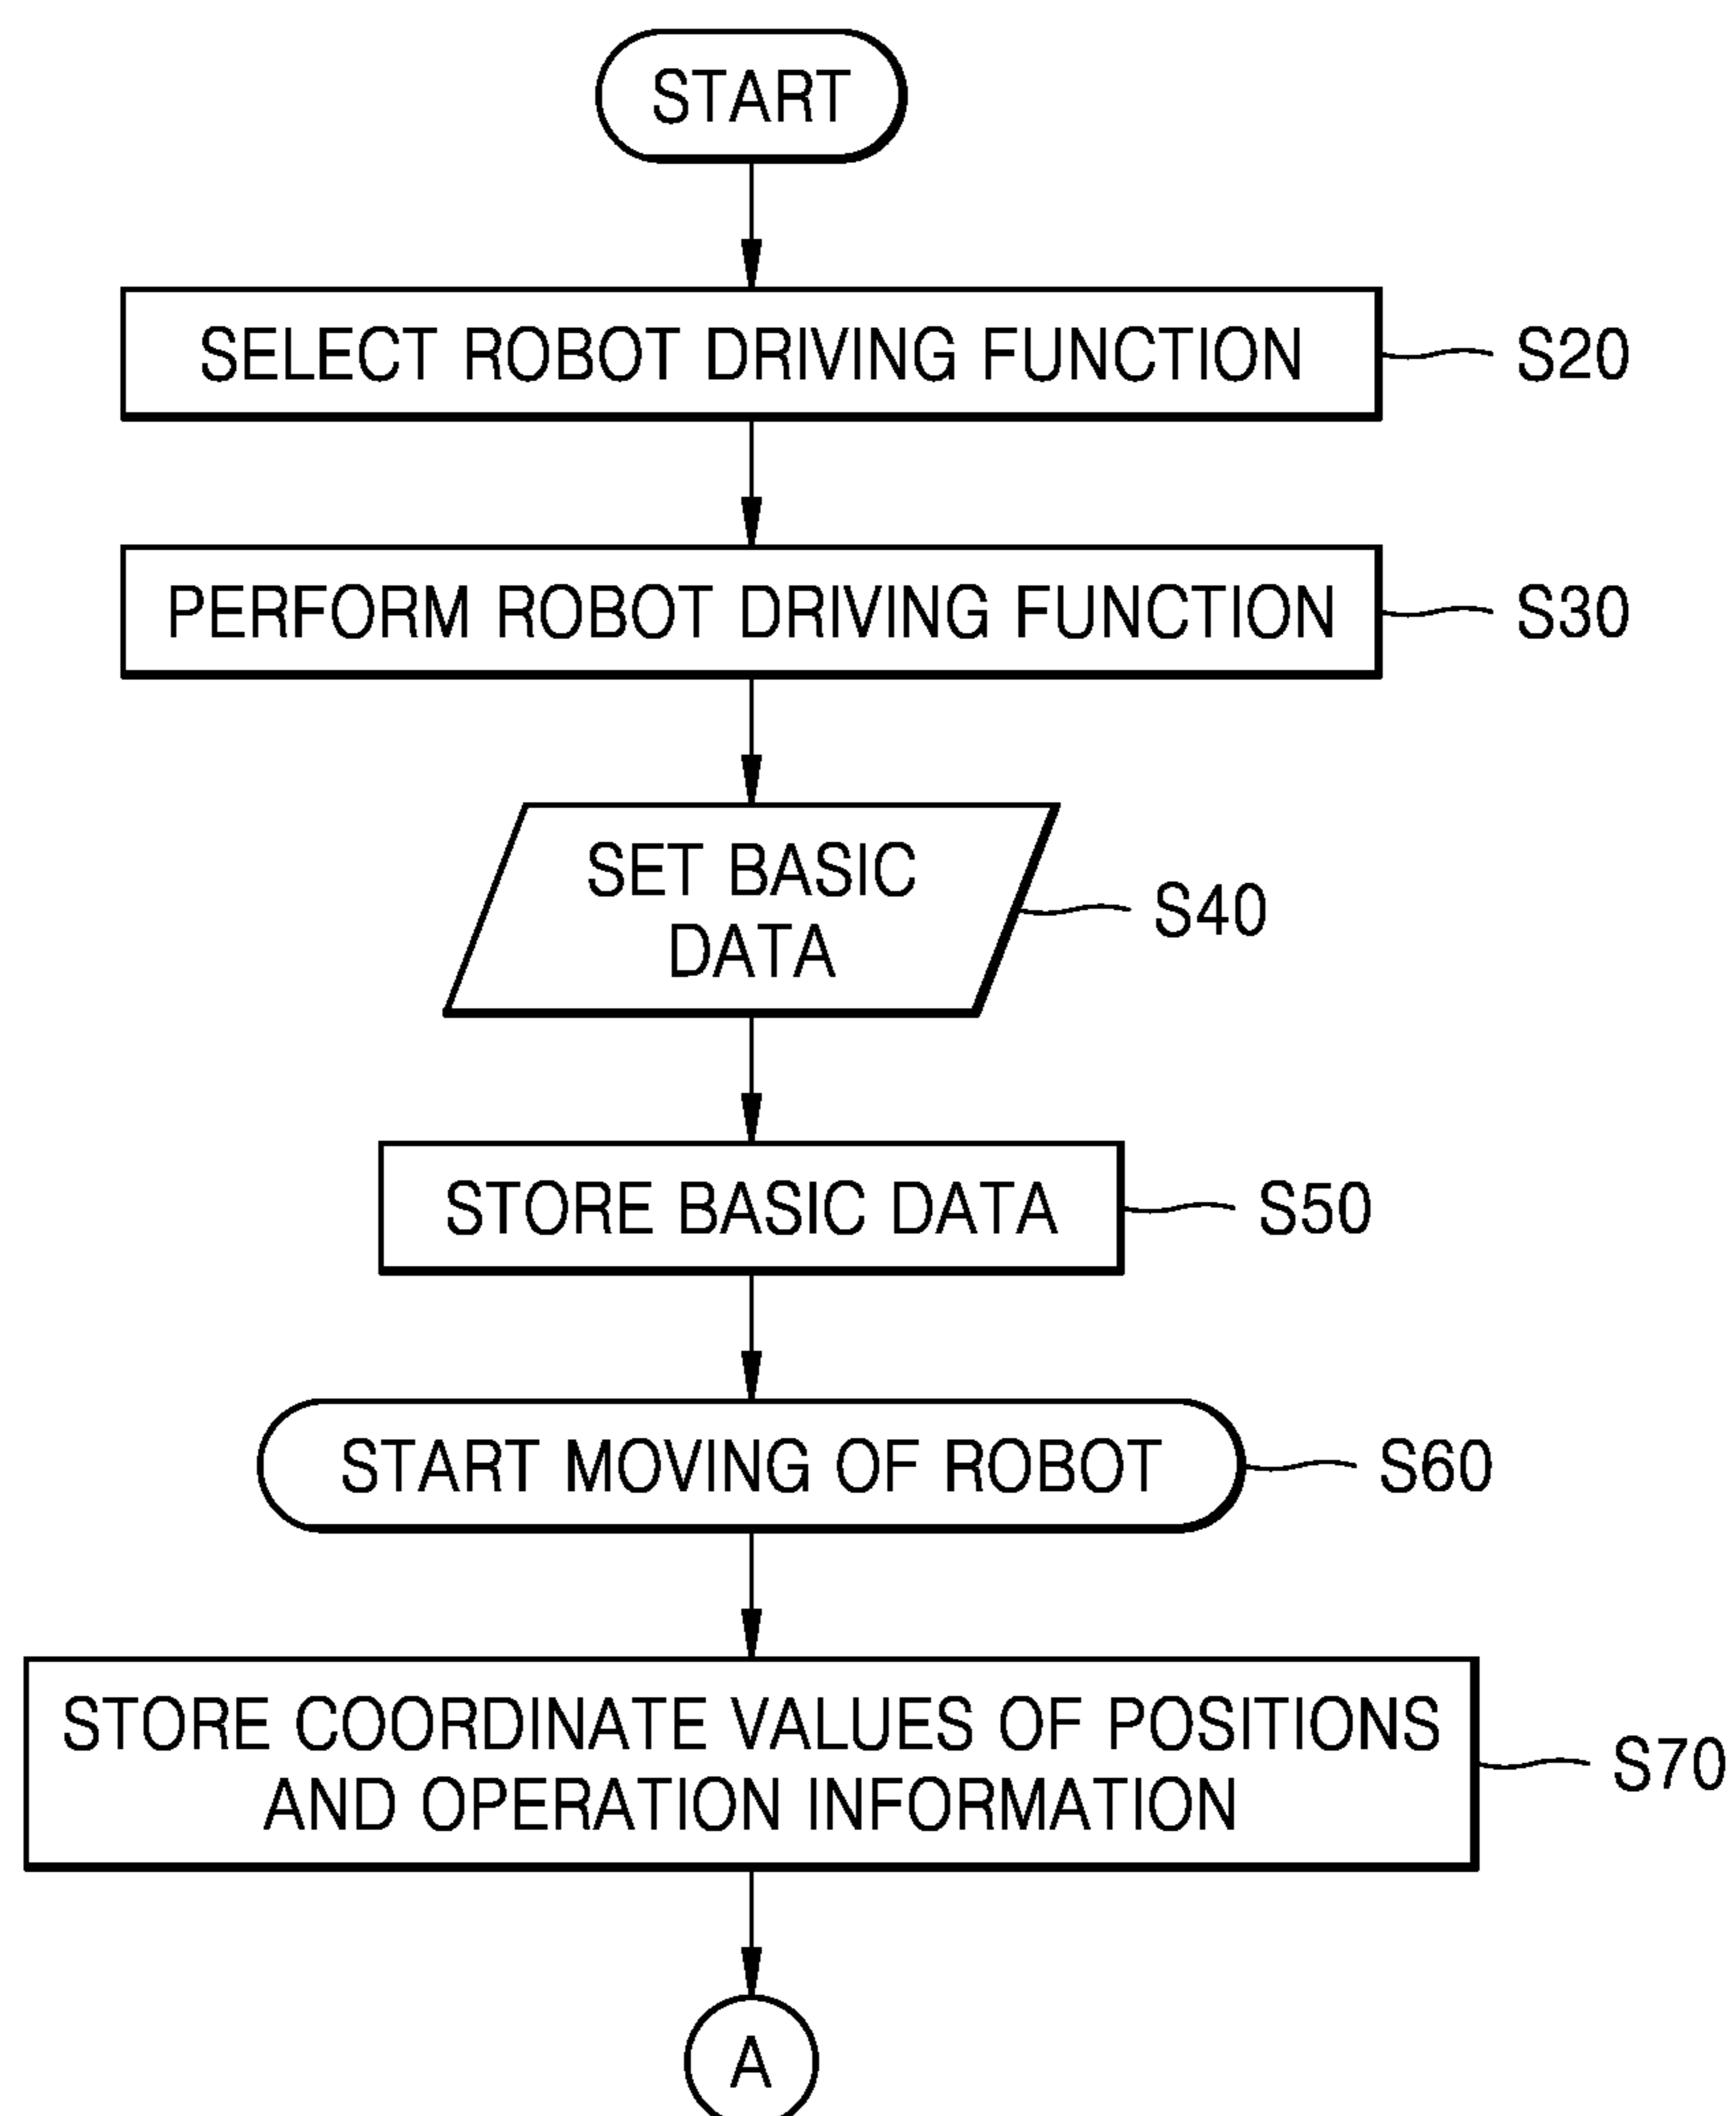 START
SELECT ROBOT DRIVING FUNCTION
S20
PERFORM ROBOT DRIVING FUNCTION
S30
SET BASIC
DATA
S40
STORE BASIC DATA
S50
START MOVING OF ROBOT
S60
STORE COORDINATE VALUES OF POSITIONS
AND OPERATION INFORMATION
S70
A